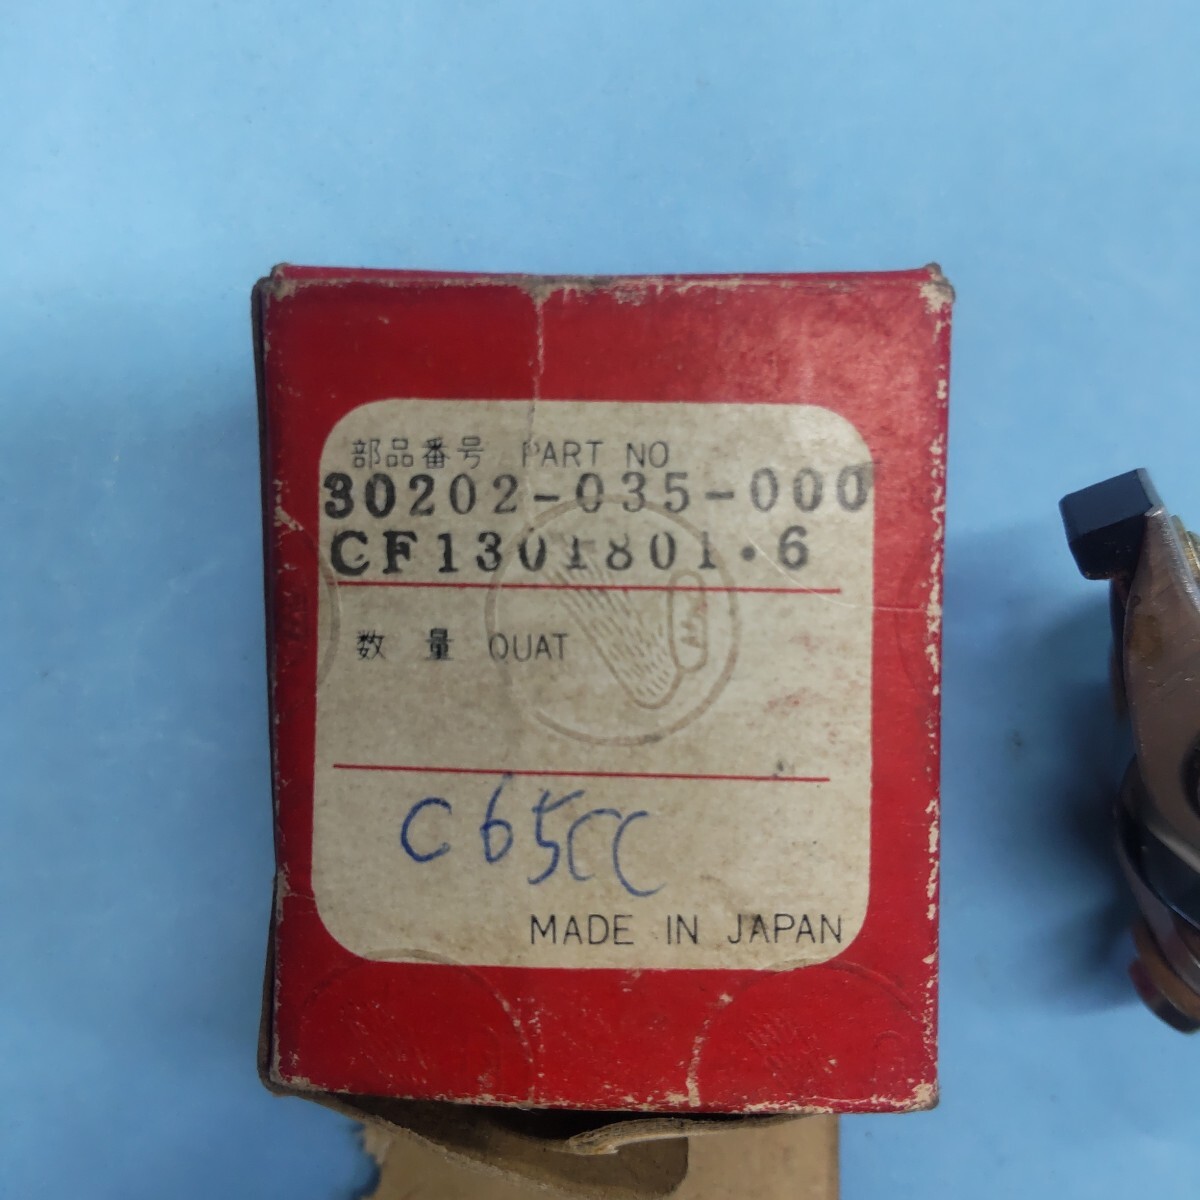 部品番号 PART NO
30202-035-000
CF1301801・6
数量 QUAT
C65CC
MADE IN JAPAN